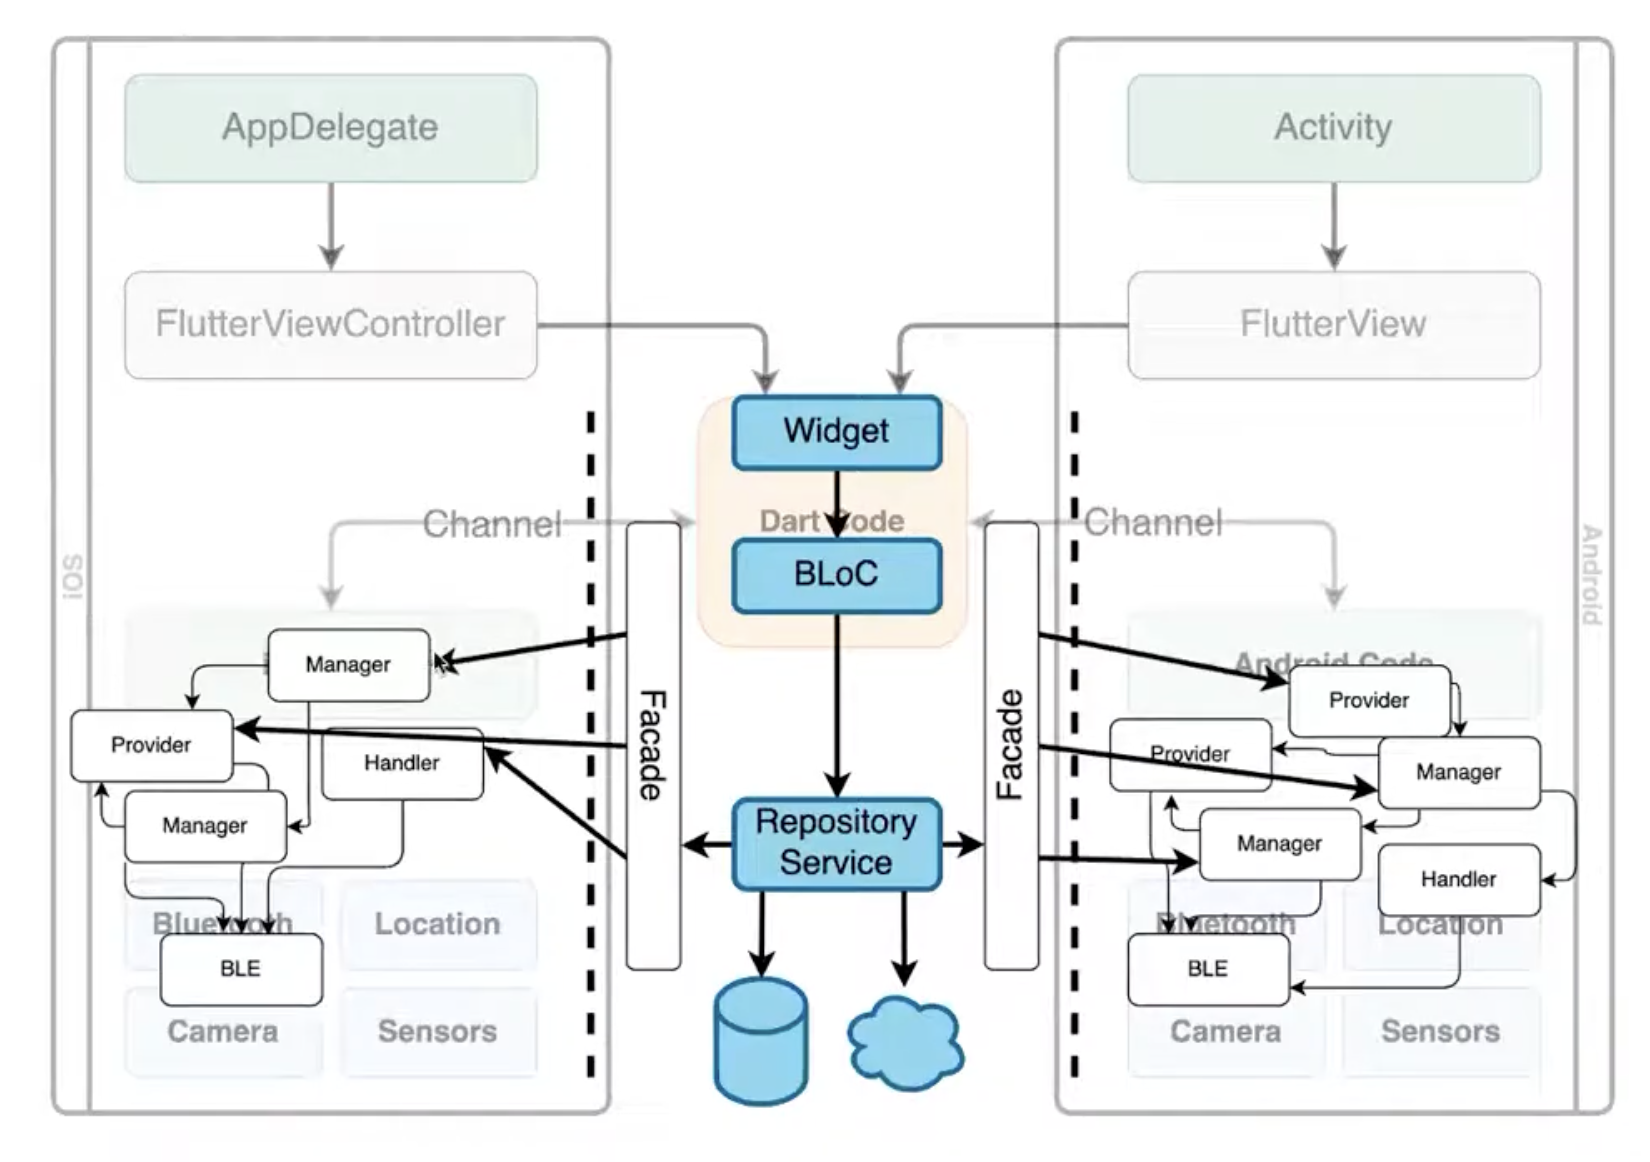 AppDelegate
FlutterViewController
Channel
iOS
Manager
Provider
Handler
Manager
Bluetooth
Location
BLE
Camera
Sensors
Facade
Widget
Dart Code
BLoC
Repository
Service
Facade
Activity
FlutterView
Channel
Android
Android Code
Provider
Provider
Manager
Manager
Handler
Bluetooth
Location
BLE
Camera
Sensors